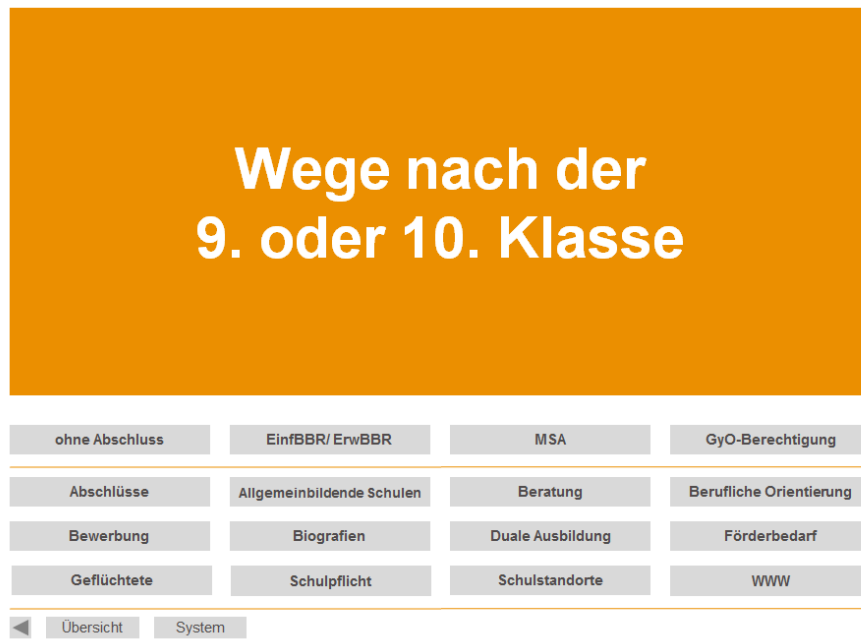 Wege nach der
9. oder 10. Klasse
ohne Abschluss
EinfBBR/ ErwBBR
MSA
GyO-Berechtigung
Abschlüsse
Allgemeinbildende Schulen
Beratung
Berufliche Orientierung
Bewerbung
Biografien
Duale Ausbildung
Förderbedarf
Geflüchtete
Schulpflicht
Schulstandorte
WWW
Übersicht
System